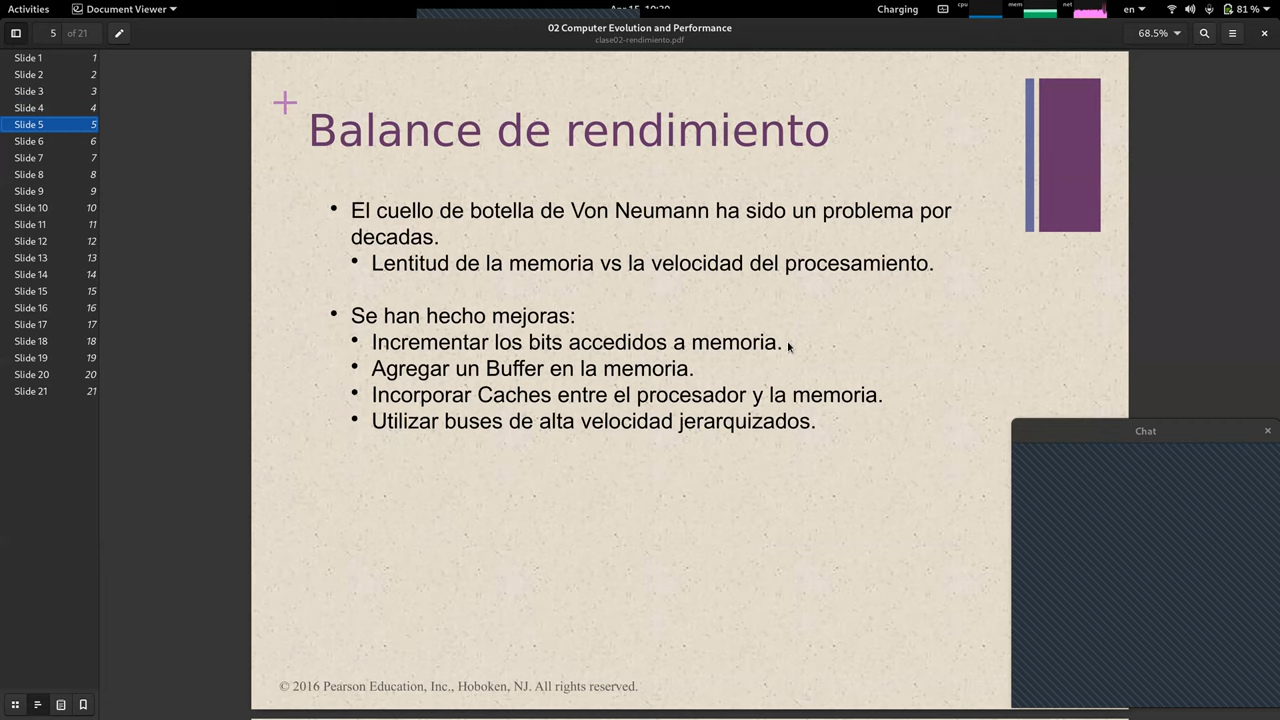 Activities Document Viewer Charging cpu mem net en 81 %
5 of 21 02 Computer Evolution and Performance 68.5%
clase02-rendimiento.pdf
Slide 1 1
Slide 2 2
Slide 3 3
Slide 4 4
Slide 5 5
Slide 6 6
Slide 7 7
Slide 8 8
Slide 9 9
Slide 10 10
Slide 11 11
Slide 12 12
Slide 13 13
Slide 14 14
Slide 15 15
Slide 16 16
Slide 17 17
Slide 18 18
Slide 19 19
Slide 20 20
Slide 21 21
+
Balance de rendimiento
• El cuello de botella de Von Neumann ha sido un problema por
decadas.
• Lentitud de la memoria vs la velocidad del procesamiento.
• Se han hecho mejoras:
• Incrementar los bits accedidos a memoria.
• Agregar un Buffer en la memoria.
• Incorporar Caches entre el procesador y la memoria.
• Utilizar buses de alta velocidad jerarquizados.
© 2016 Pearson Education, Inc., Hoboken, NJ. All rights reserved.
Chat